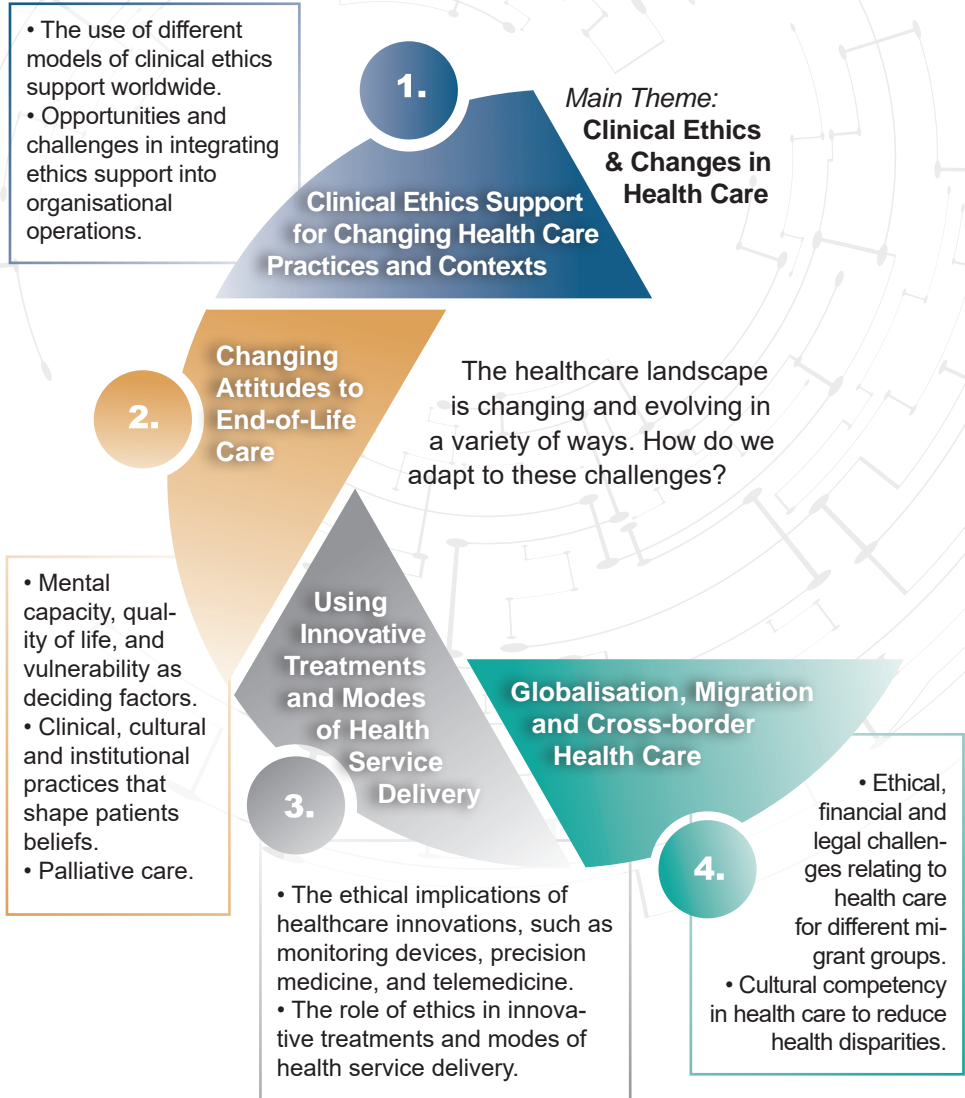 • The use of different
models of clinical ethics
support worldwide.
• Opportunities and
challenges in integrating
ethics support into
organisational
operations.
1.
Main Theme:
Clinical Ethics
& Changes in
Health Care
Clinical Ethics Support
for Changing Health Care
Practices and Contexts
2.
Changing
Attitudes to
End-of-Life
Care
The healthcare landscape
is changing and evolving in
a variety of ways. How do we
adapt to these challenges?
• Mental
capacity, qual-
ity of life, and
vulnerability as
deciding factors.
• Clinical, cultural
and institutional
practices that
shape patients
beliefs.
• Palliative care.
Using
Innovative
Treatments
and Modes
of Health
Service
Delivery
3.
• The ethical implications of
healthcare innovations, such as
monitoring devices, precision
medicine, and telemedicine.
• The role of ethics in innova-
tive treatments and modes of
health service delivery.
Globalisation, Migration
and Cross-border
Health Care
4.
• Ethical,
financial and
legal challen-
ges relating to
health care
for different mi-
grant groups.
• Cultural competency
in health care to reduce
health disparities.